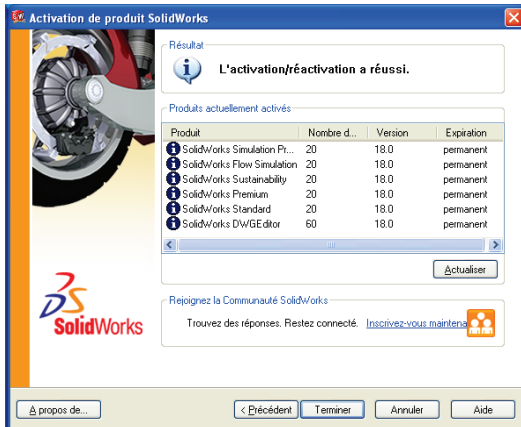 Activation de produit SolidWorks
Résultat
L'activation/réactivation a réussi.
Produits actuellement activés
Produit Nombre d... Version Expiration
SolidWorks Simulation Pr... 20 18.0 permanent
SolidWorks Flow Simulation 20 18.0 permanent
SolidWorks Sustainability 20 18.0 permanent
SolidWorks Premium 20 18.0 permanent
SolidWorks Standard 20 18.0 permanent
SolidWorks DWGEditor 60 18.0 permanent
Actualiser
SolidWorks
Rejoignez la Communauté SolidWorks
Trouvez des réponses. Restez connecté. Inscrivez-vous maintena
A propos de... < Précédent Terminer Annuler Aide